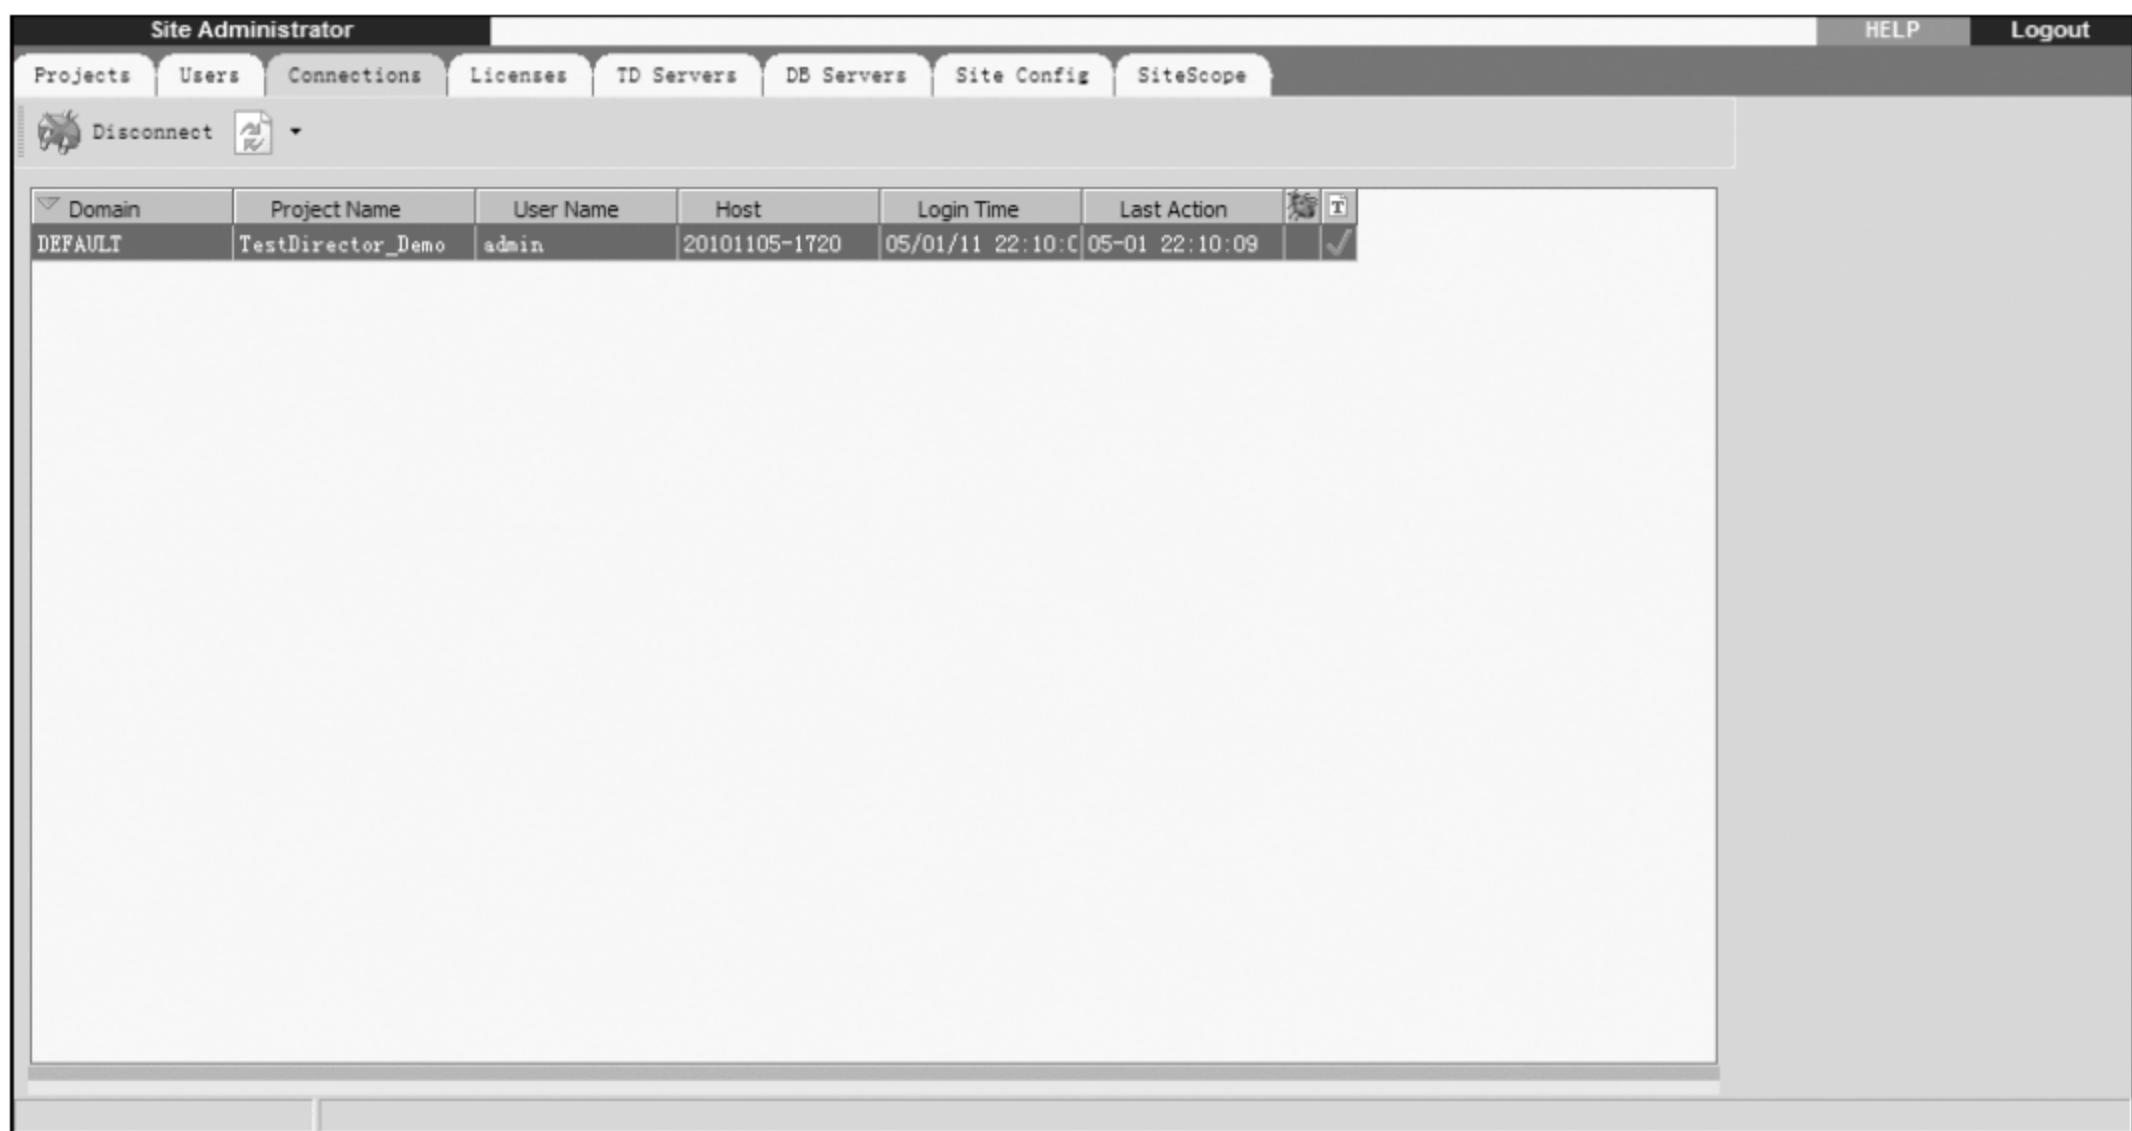 Site Administrator HELP Logout
Projects Users Connections Licenses TD Servers DB Servers Site Config SiteScope
Disconnect
Domain Project Name User Name Host Login Time Last Action T
DEFAULT TestDirector_Demo admin 20101105-1720 05/01/11 22:10:0 05-01 22:10:09